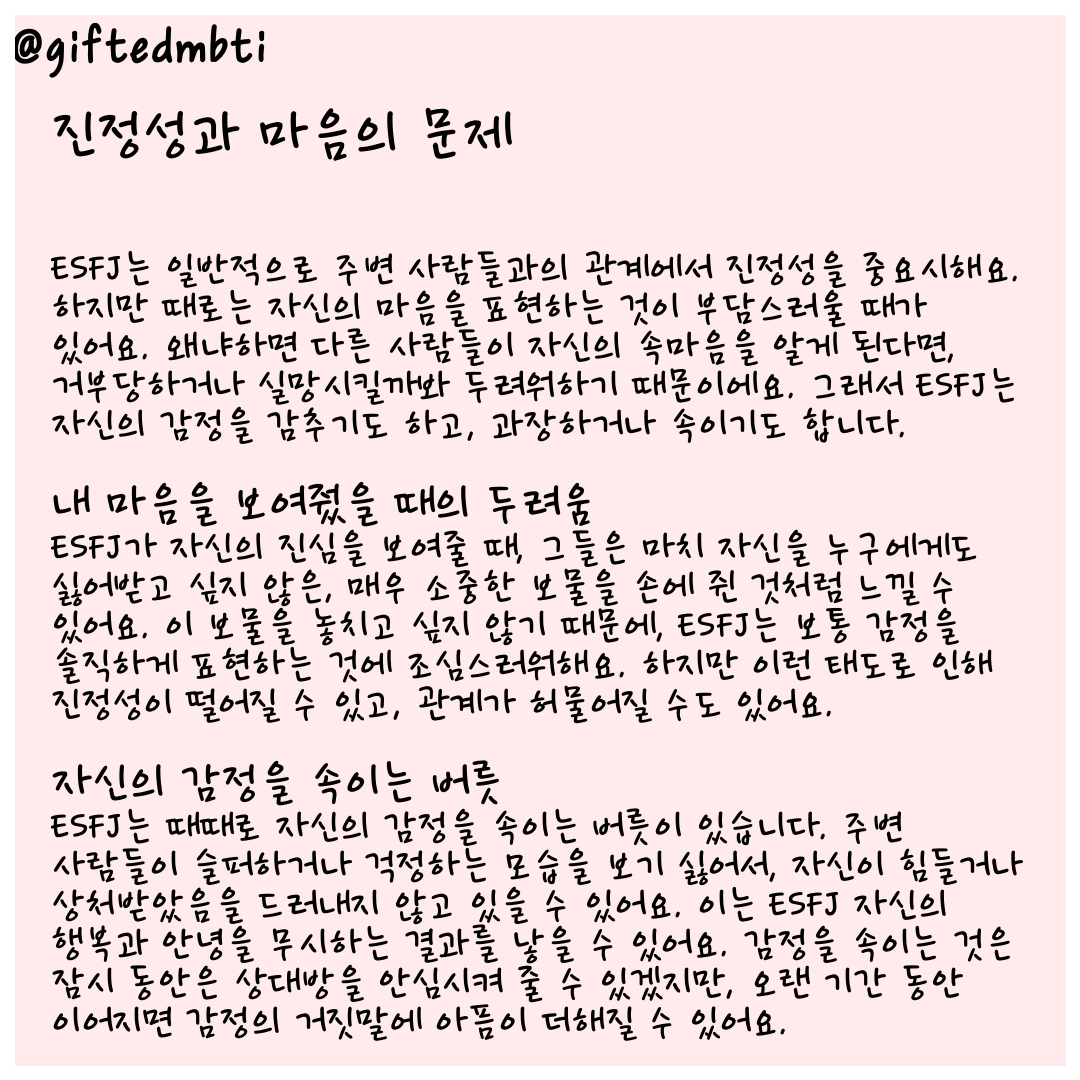 @giftedmbti
진정성과 마음의 문제
ESFJ는 일반적으로 주변 사람들과의 관계에서 진정성을 중요시해요.
하지만 때로는 자신의 마음을 표현하는 것이 부담스러울 때가
있어요. 왜냐하면 다른 사람들이 자신의 속마음을 알게 된다면,
거부당하거나 실망시킬까봐 두려워하기 때문이에요. 그래서 ESFJ는
자신의 감정을 감추기도 하고, 과장하거나 속이기도 합니다.
내 마음을 보여줬을 때의 두려움
ESFJ가 자신의 진심을 보여줄 때, 그들은 마치 자신을 누구에게도
싫어받고 싶지 않은, 매우 소중한 보물을 손에 쥔 것처럼 느낄 수
있어요. 이 보물을 놓치고 싶지 않기 때문에, ESFJ는 보통 감정을
솔직하게 표현하는 것에 조심스러워해요. 하지만 이런 태도로 인해
진정성이 떨어질 수 있고, 관계가 허물어질 수도 있어요.
자신의 감정을 속이는 버릇
ESFJ는 때때로 자신의 감정을 속이는 버릇이 있습니다. 주변
사람들이 슬퍼하거나 걱정하는 모습을 보기 싫어서, 자신이 힘들거나
상처받았음을 드러내지 않고 있을 수 있어요. 이는 ESFJ 자신의
행복과 안녕을 무시하는 결과를 낳을 수 있어요. 감정을 속이는 것은
잠시 동안은 상대방을 안심시켜 줄 수 있겠지만, 오랜 기간 동안
이어지면 감정의 거짓말에 아픔이 더해질 수 있어요.